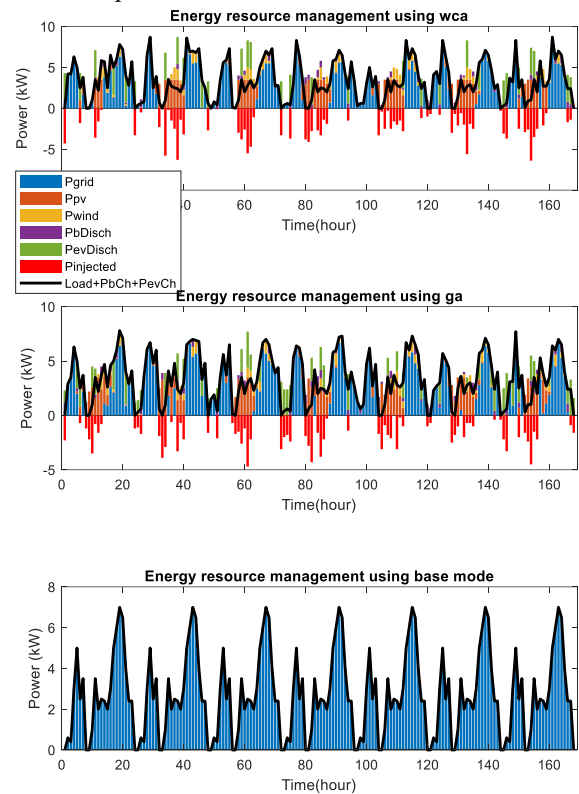 Energy resource management using wca
10
5
0
-5
Power (kW)
80
100
120
140
160
Time(hour)
Pgrid
Ppv
Pwind
PbDisch
PevDisch
Pinjected
Load+PbCh+PevCh
Energy resource management using ga
10
5
0
-5
Power (kW)
0 20 40 60 80 100 120 140 160
Time(hour)
Energy resource management using base mode
8
6
4
2
0
Power (kW)
0 20 40 60 80 100 120 140 160
Time(hour)